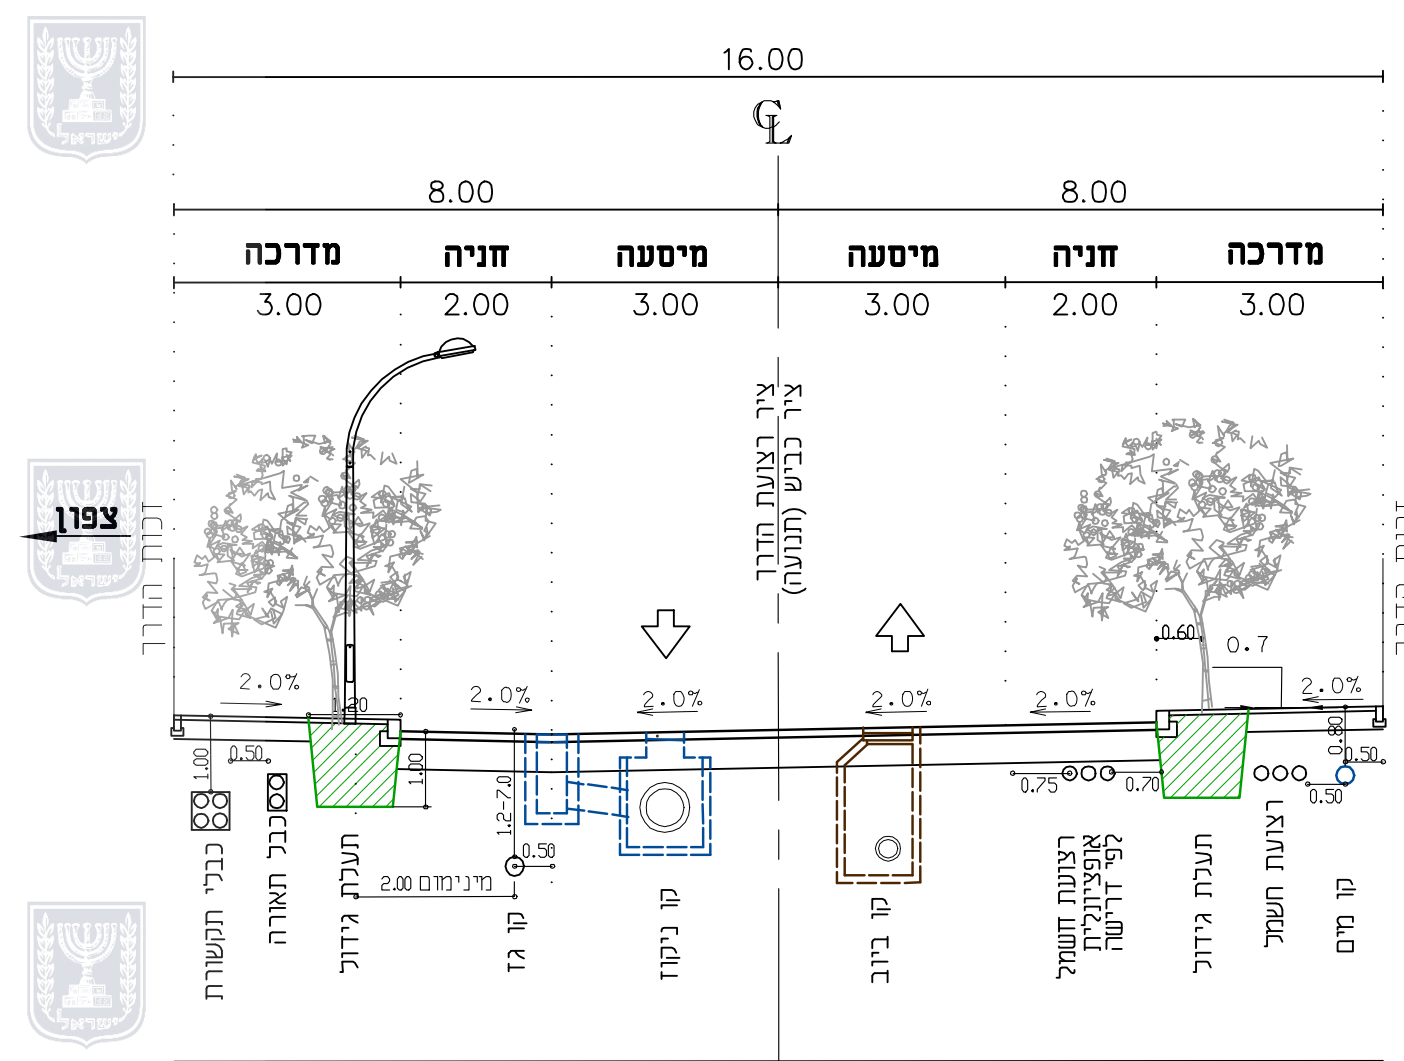 16.00
CL
8.00
8.00
מדרכה
חניה
מיסעה
מיסעה
חניה
מדרכה
3.00
2.00
3.00
3.00
2.00
3.00
ציר רצועת הדרך
ציר כביש (תנועה)
צפון
זכות הדרך
ישראל
ישראל
ישראל
0.60
0.7
2.0%
1.20
2.0%
2.0%
2.0%
2.0%
2.0%
1.00
0.50
1.00
1.2-7.0
0.50
מינימום 2.00
0.75
0.70
0.80
0.50
0.50
כבלי תקשורת
כבל תאורה
תעלת גידול
קו גז
קו ניקוז
קו ביוב
רצועת חשמל
אופציונלית
לפי דרישה
תעלת גידול
רצועת חשמל
קו מים